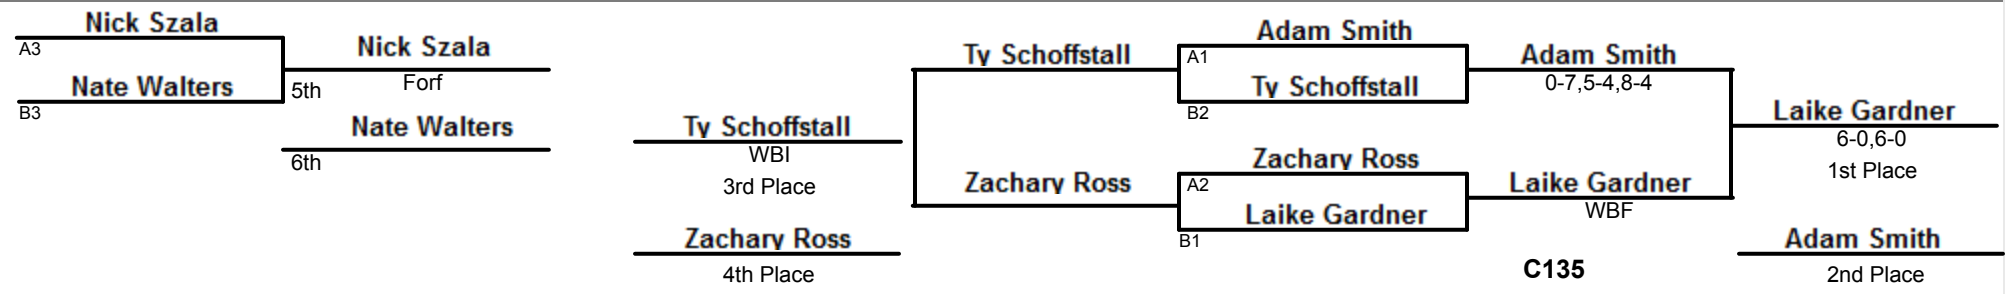 Nick Szala
A3
Nick Szala
Nate Walters
5th
Forf
B3
Nate Walters
6th
Ty Schoffstall
WBI
3rd Place
Zachary Ross
4th Place
Ty Schoffstall
Zachary Ross
Adam Smith
A1
Ty Schoffstall
B2
Zachary Ross
A2
Laike Gardner
B1
Adam Smith
0-7,5-4,8-4
Laike Gardner
WBF
C135
Laike Gardner
6-0,6-0
1st Place
Adam Smith
2nd Place